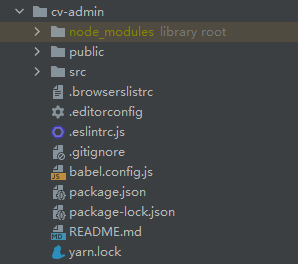 cv-admin
node_modules library root
public
src
.browserslistrc
.editorconfig
.eslintrc.js
.gitignore
babel.config.js
package.json
package-lock.json
README.md
yarn.lock